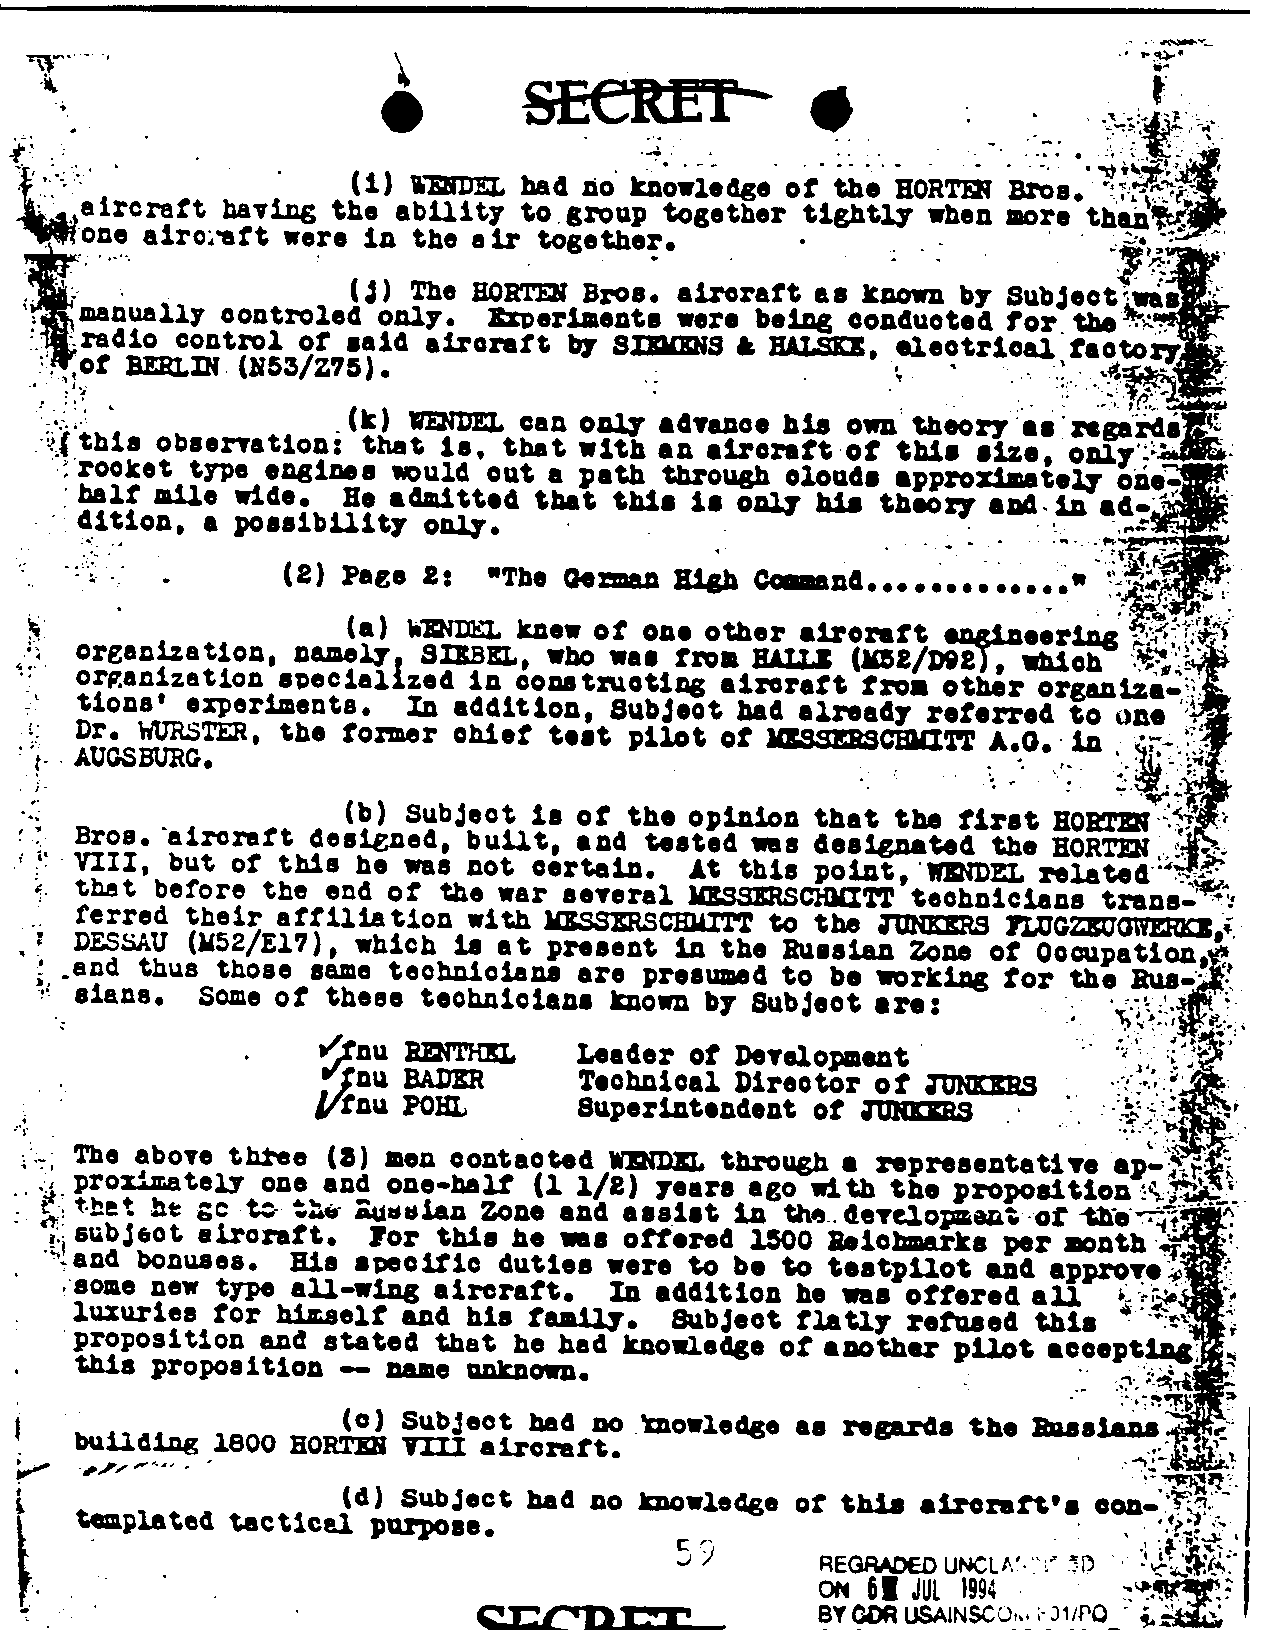 SECRET
(i) WENDEL had no knowledge of the HORTEN Bros.
aircraft having the ability to group together tightly when more than
one aircraft were in the air together.
(j) The HORTEN Bros. aircraft as known by Subject was
manually controled only. Experiments were being conducted for the
radio control of said aircraft by SIEMENS & HALSKE, electrical factory
of BERLIN (N53/Z75).
(k) WENDEL can only advance his own theory as regards
this observation: that is, that with an aircraft of this size, only
rocket type engines would cut a path through clouds approximately one-
half mile wide. He admitted that this is only his theory and in ad-
dition, a possibility only.
(2) Page 2: "The German High Command............."
(a) WENDEL knew of one other aircraft engineering
organization, namely, SIEBEL, who was from HALLE (M52/D92), which
organization specialized in constructing aircraft from other organiza-
tions' experiments. In addition, Subject had already referred to one
Dr. WURSTER, the former chief test pilot of MESSERSCHMITT A.G. in
AUGSBURG.
(b) Subject is of the opinion that the first HORTEN
Bros. aircraft designed, built, and tested was designated the HORTEN
VIII, but of this he was not certain. At this point, WENDEL related
that before the end of the war several MESSERSCHMITT technicians trans-
ferred their affiliation with MESSERSCHMITT to the JUNKERS FLUGZEUGWERKE,
DESSAU (M52/E17), which is at present in the Russian Zone of Occupation,
and thus those same technicians are presumed to be working for the Rus-
sians. Some of these technicians known by Subject are:
fnu RENTHEL Leader of Development
fnu BADER Technical Director of JUNKERS
fnu POHL Superintendent of JUNKERS
The above three (3) men contacted WENDEL through a representative ap-
proximately one and one-half (1 1/2) years ago with the proposition
that he go to the Russian Zone and assist in the development of the
subject aircraft. For this he was offered 1500 Reichmarks per month
and bonuses. His specific duties were to be to testpilot and approve
some new type all-wing aircraft. In addition he was offered all
luxuries for himself and his family. Subject flatly refused this
proposition and stated that he had knowledge of another pilot accepting
this proposition -- name unknown.
(c) Subject had no knowledge as regards the Russians
building 1800 HORTEN VIII aircraft.
(d) Subject had no knowledge of this aircraft's con-
templated tactical purpose.
59
REGRADED UNCLASSIFIED
ON 6 JUL 1994
BY CDR USAINSCOM F01/PO
SECRET